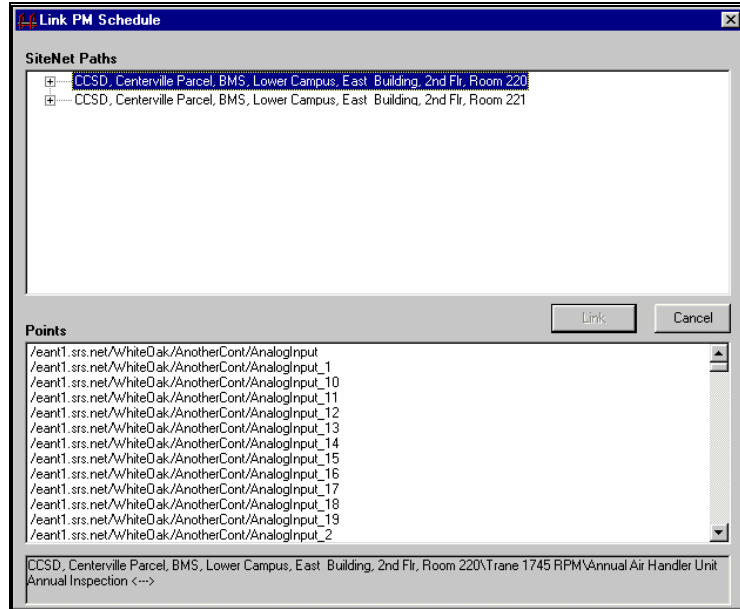 Link PM Schedule
SiteNet Paths
CCSD, Centerville Parcel, BMS, Lower Campus, East Building, 2nd Flr, Room 220
CCSD, Centerville Parcel, BMS, Lower Campus, East Building, 2nd Flr, Room 221
Link
Cancel
Points
/eant1.srs.net/WhiteOak/AnotherCont/AnalogInput
/eant1.srs.net/WhiteOak/AnotherCont/AnalogInput_1
/eant1.srs.net/WhiteOak/AnotherCont/AnalogInput_10
/eant1.srs.net/WhiteOak/AnotherCont/AnalogInput_11
/eant1.srs.net/WhiteOak/AnotherCont/AnalogInput_12
/eant1.srs.net/WhiteOak/AnotherCont/AnalogInput_13
/eant1.srs.net/WhiteOak/AnotherCont/AnalogInput_14
/eant1.srs.net/WhiteOak/AnotherCont/AnalogInput_15
/eant1.srs.net/WhiteOak/AnotherCont/AnalogInput_16
/eant1.srs.net/WhiteOak/AnotherCont/AnalogInput_17
/eant1.srs.net/WhiteOak/AnotherCont/AnalogInput_18
/eant1.srs.net/WhiteOak/AnotherCont/AnalogInput_19
/eant1.srs.net/WhiteOak/AnotherCont/AnalogInput_2
CCSD, Centerville Parcel, BMS, Lower Campus, East Building, 2nd Flr, Room 220\Trane 1745 RPM\Annual Air Handler Unit
Annual Inspection <--->